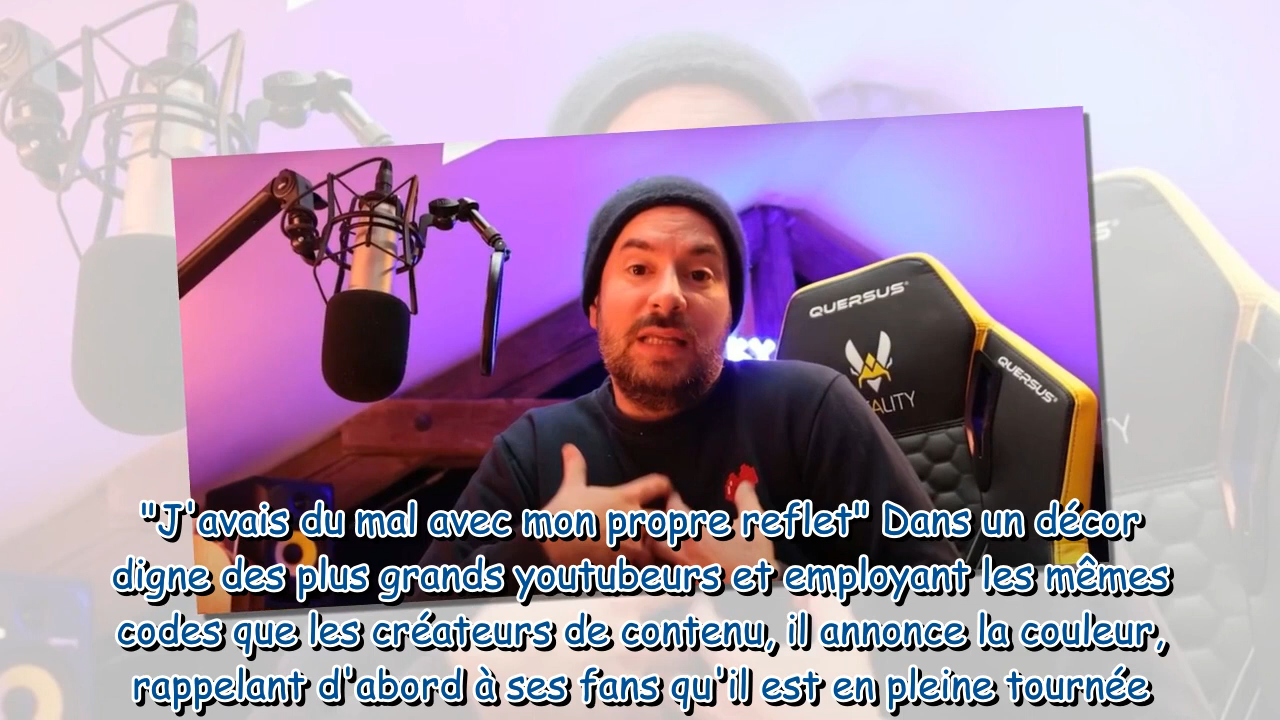 QUERSUS
QUERSUS
KY
ALITY
"J'avais du mal avec mon propre reflet" Dans un décor
digne des plus grands youtubeurs et employant les mêmes
codes que les créateurs de contenu, il annonce la couleur,
rappelant d'abord à ses fans qu'il est en pleine tournée